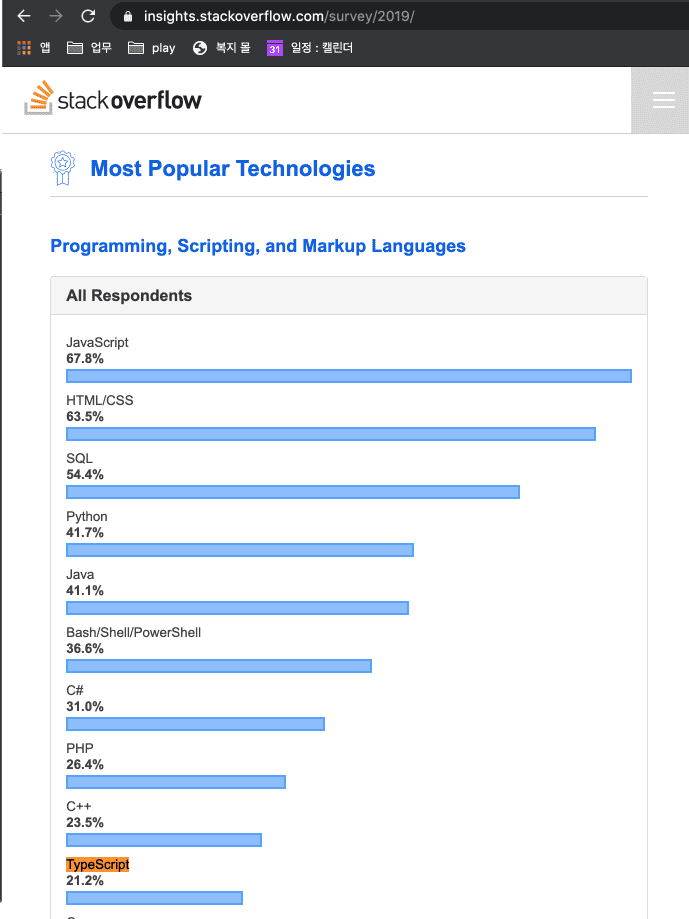 insights.stackoverflow.com/survey/2019/
앱 업무 play 복지 몰 31 일정 : 캘린더
stackoverflow
Most Popular Technologies
Programming, Scripting, and Markup Languages
All Respondents
JavaScript
67.8%
HTML/CSS
63.5%
SQL
54.4%
Python
41.7%
Java
41.1%
Bash/Shell/PowerShell
36.6%
C#
31.0%
PHP
26.4%
C++
23.5%
TypeScript
21.2%